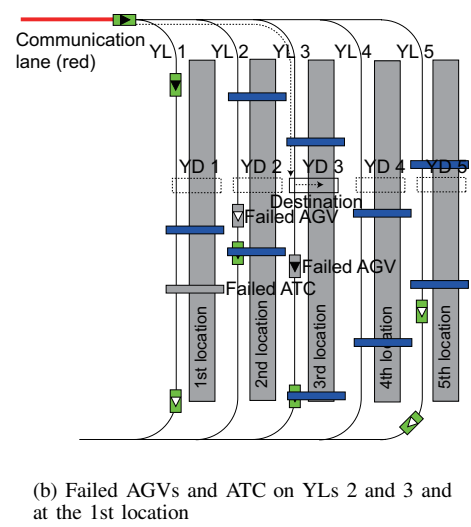 Communication
lane (red)
YL 1
YL 2
YL 3
YL 4
YL 5
YD 1
YD 2
YD 3
YD 4
YD 5
Destination
Failed AGV
Failed AGV
Failed ATC
1st location
2nd location
3rd location
4th location
5th location
(b) Failed AGVs and ATC on YLs 2 and 3 and
at the 1st location